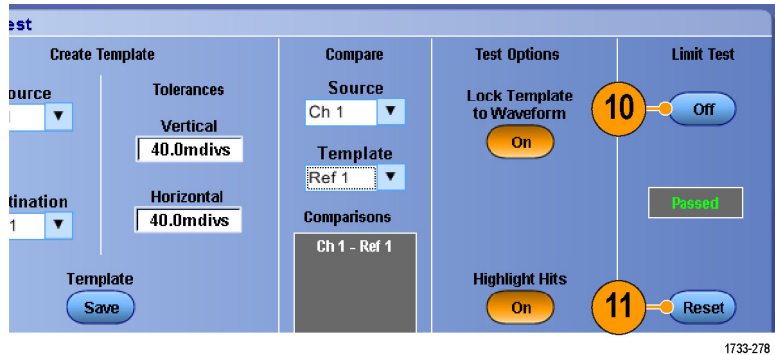 est
Create Template
Compare
Test Options
Limit Test
ource
Tolerances
Vertical
40.0mdivs
Horizontal
40.0mdivs
tination
1
Template
Save
Source
Ch 1
Template
Ref 1
Comparisons
Ch 1 - Ref 1
Lock Template
to Waveform
On
Highlight Hits
On
10
Off
Passed
11
Reset
1733-278